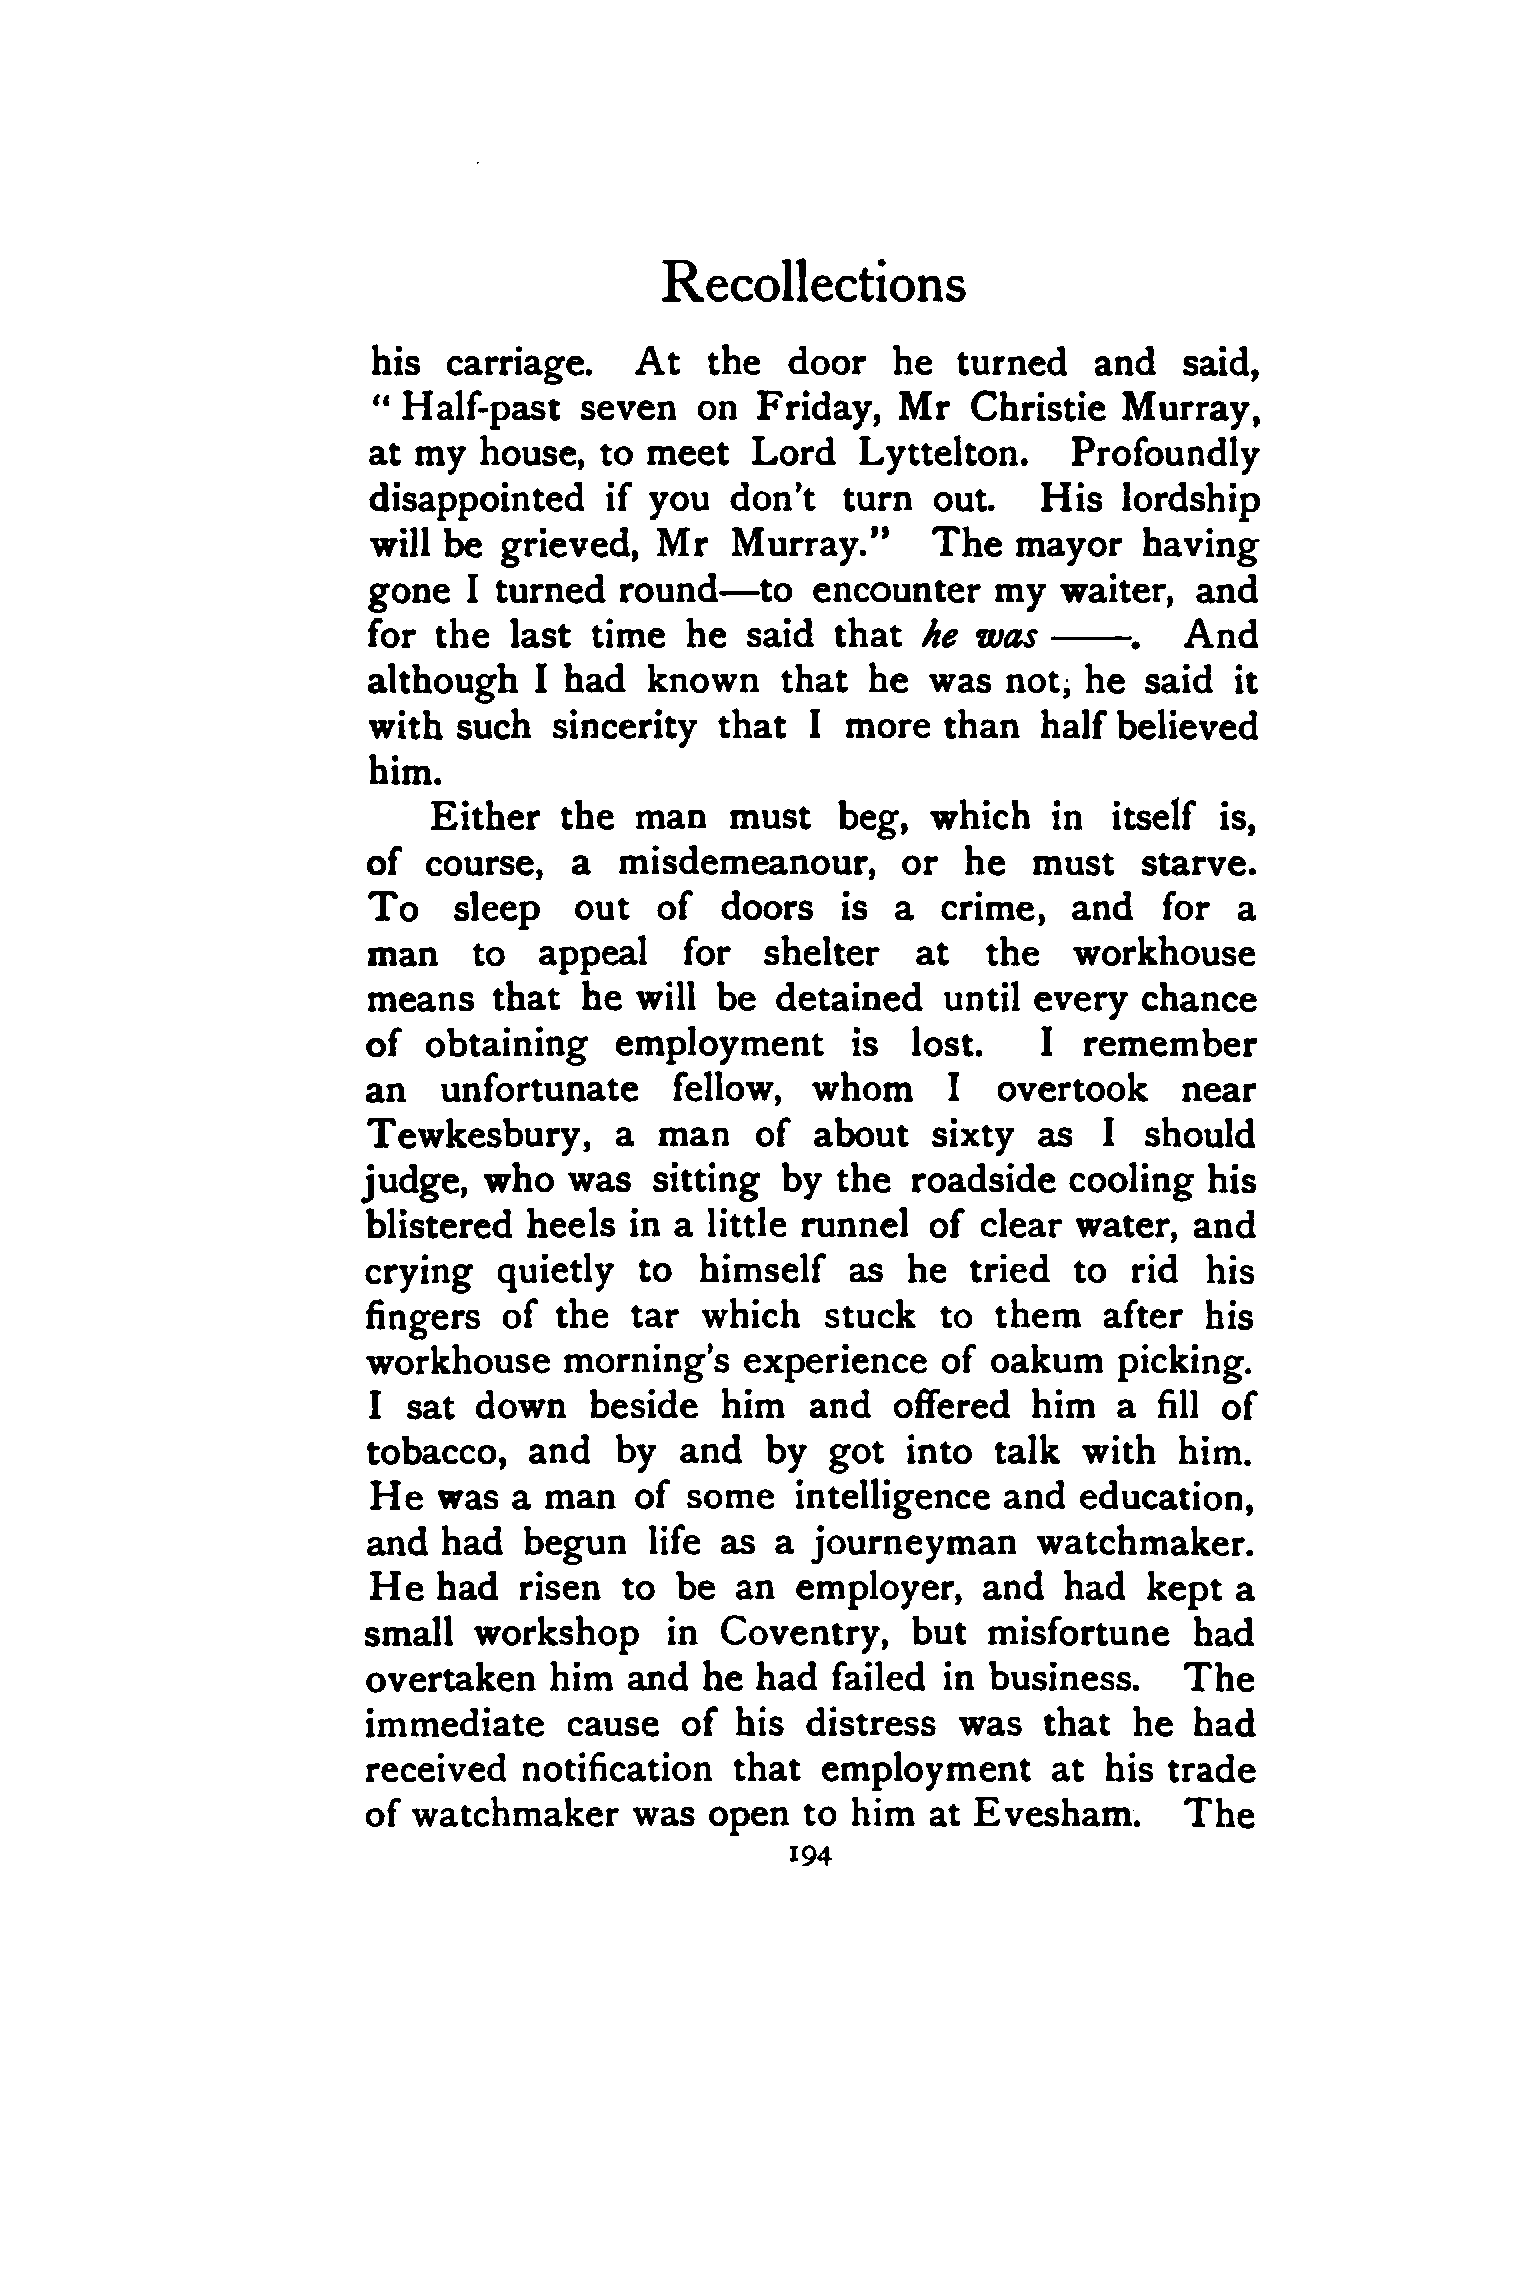 Recollections
his carriage. At the door he turned and said,
“ Half-past seven on Friday, Mr Christie Murray,
at my house, to meet Lord Lyttelton. Profoundly
disappointed if you don't turn out. His lordship
will be grieved, Mr Murray.” The mayor having
gone I turned round—to encounter my waiter, and
for the last time he said that he was ——. And
although I had known that he was not; he said it
with such sincerity that I more than half believed
him.
Either the man must beg, which in itself is,
of course, a misdemeanour, or he must starve.
To sleep out of doors is a crime, and for a
man to appeal for shelter at the workhouse
means that he will be detained until every chance
of obtaining employment is lost. I remember
an unfortunate fellow, whom I overtook near
Tewkesbury, a man of about sixty as I should
judge, who was sitting by the roadside cooling his
blistered heels in a little runnel of clear water, and
crying quietly to himself as he tried to rid his
fingers of the tar which stuck to them after his
workhouse morning's experience of oakum picking.
I sat down beside him and offered him a fill of
tobacco, and by and by got into talk with him.
He was a man of some intelligence and education,
and had begun life as a journeyman watchmaker.
He had risen to be an employer, and had kept a
small workshop in Coventry, but misfortune had
overtaken him and he had failed in business. The
immediate cause of his distress was that he had
received notification that employment at his trade
of watchmaker was open to him at Evesham. The
194